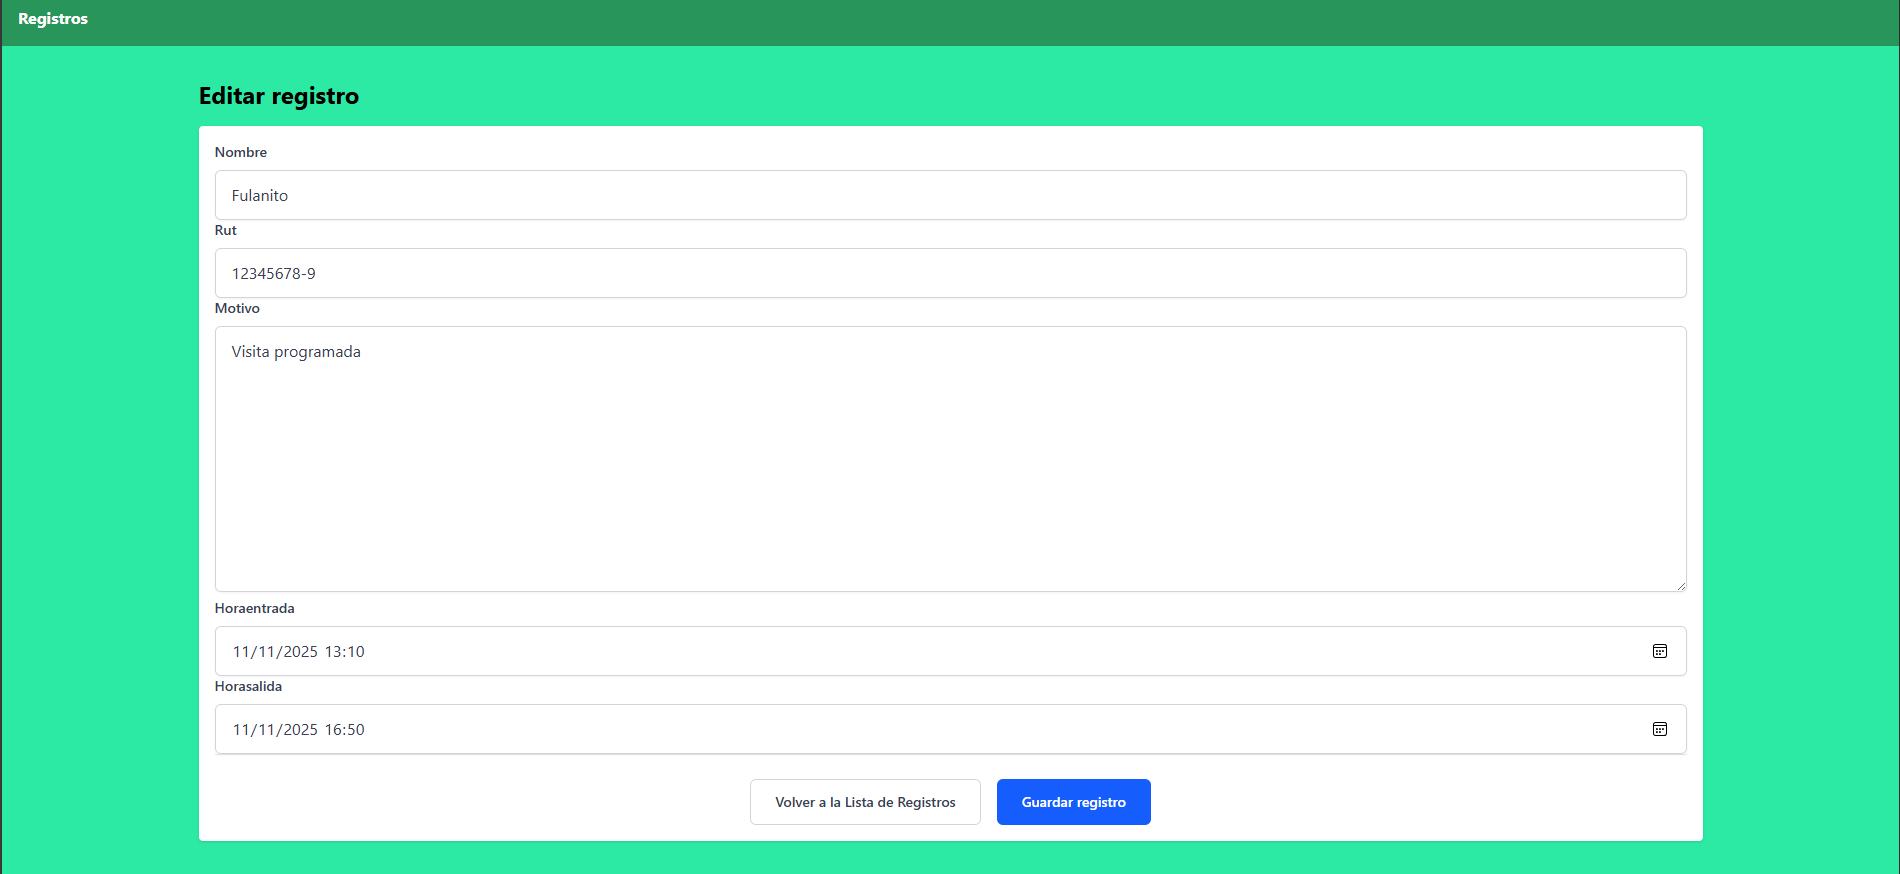 Registros
Editar registro
Nombre
Fulanito
Rut
12345678-9
Motivo
Visita programada
Horaentrada
11/11/2025 13:10
Horasalida
11/11/2025 16:50
Volver a la Lista de Registros
Guardar registro